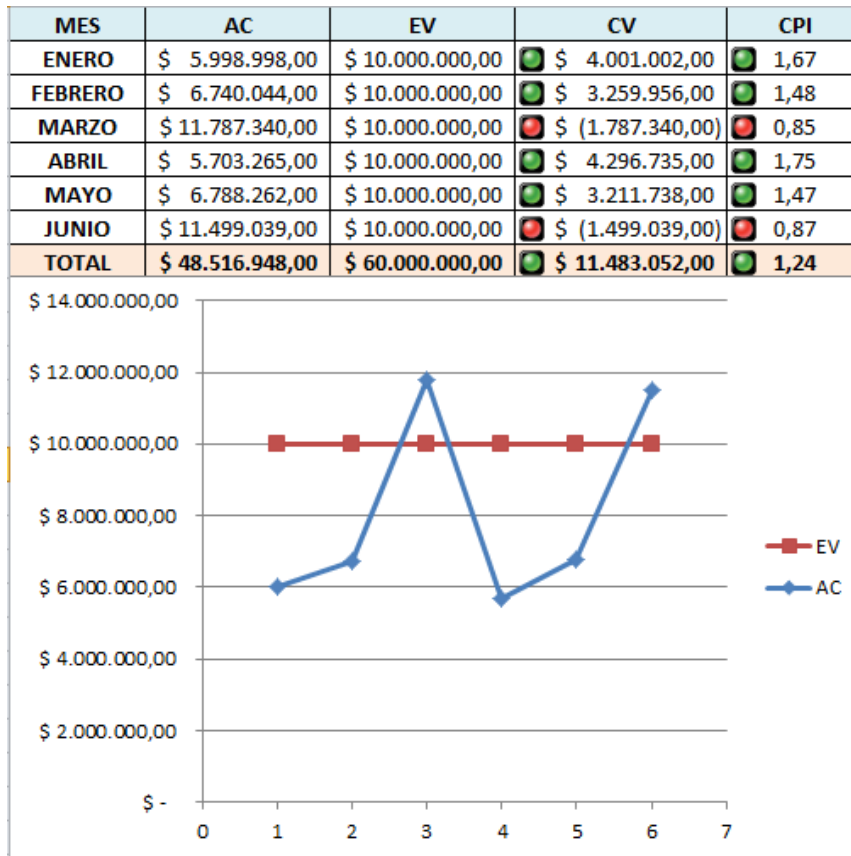 MES AC EV CV CPI
ENERO $ 5.998.998,00 $ 10.000.000,00 $ 4.001.002,00 1,67
FEBRERO $ 6.740.044,00 $ 10.000.000,00 $ 3.259.956,00 1,48
MARZO $ 11.787.340,00 $ 10.000.000,00 $ (1.787.340,00) 0,85
ABRIL $ 5.703.265,00 $ 10.000.000,00 $ 4.296.735,00 1,75
MAYO $ 6.788.262,00 $ 10.000.000,00 $ 3.211.738,00 1,47
JUNIO $ 11.499.039,00 $ 10.000.000,00 $ (1.499.039,00) 0,87
TOTAL $ 48.516.948,00 $ 60.000.000,00 $ 11.483.052,00 1,24
$ 14.000.000,00
$ 12.000.000,00
$ 10.000.000,00
$ 8.000.000,00
$ 6.000.000,00
$ 4.000.000,00
$ 2.000.000,00
$ -
0 1 2 3 4 5 6 7
EV
AC